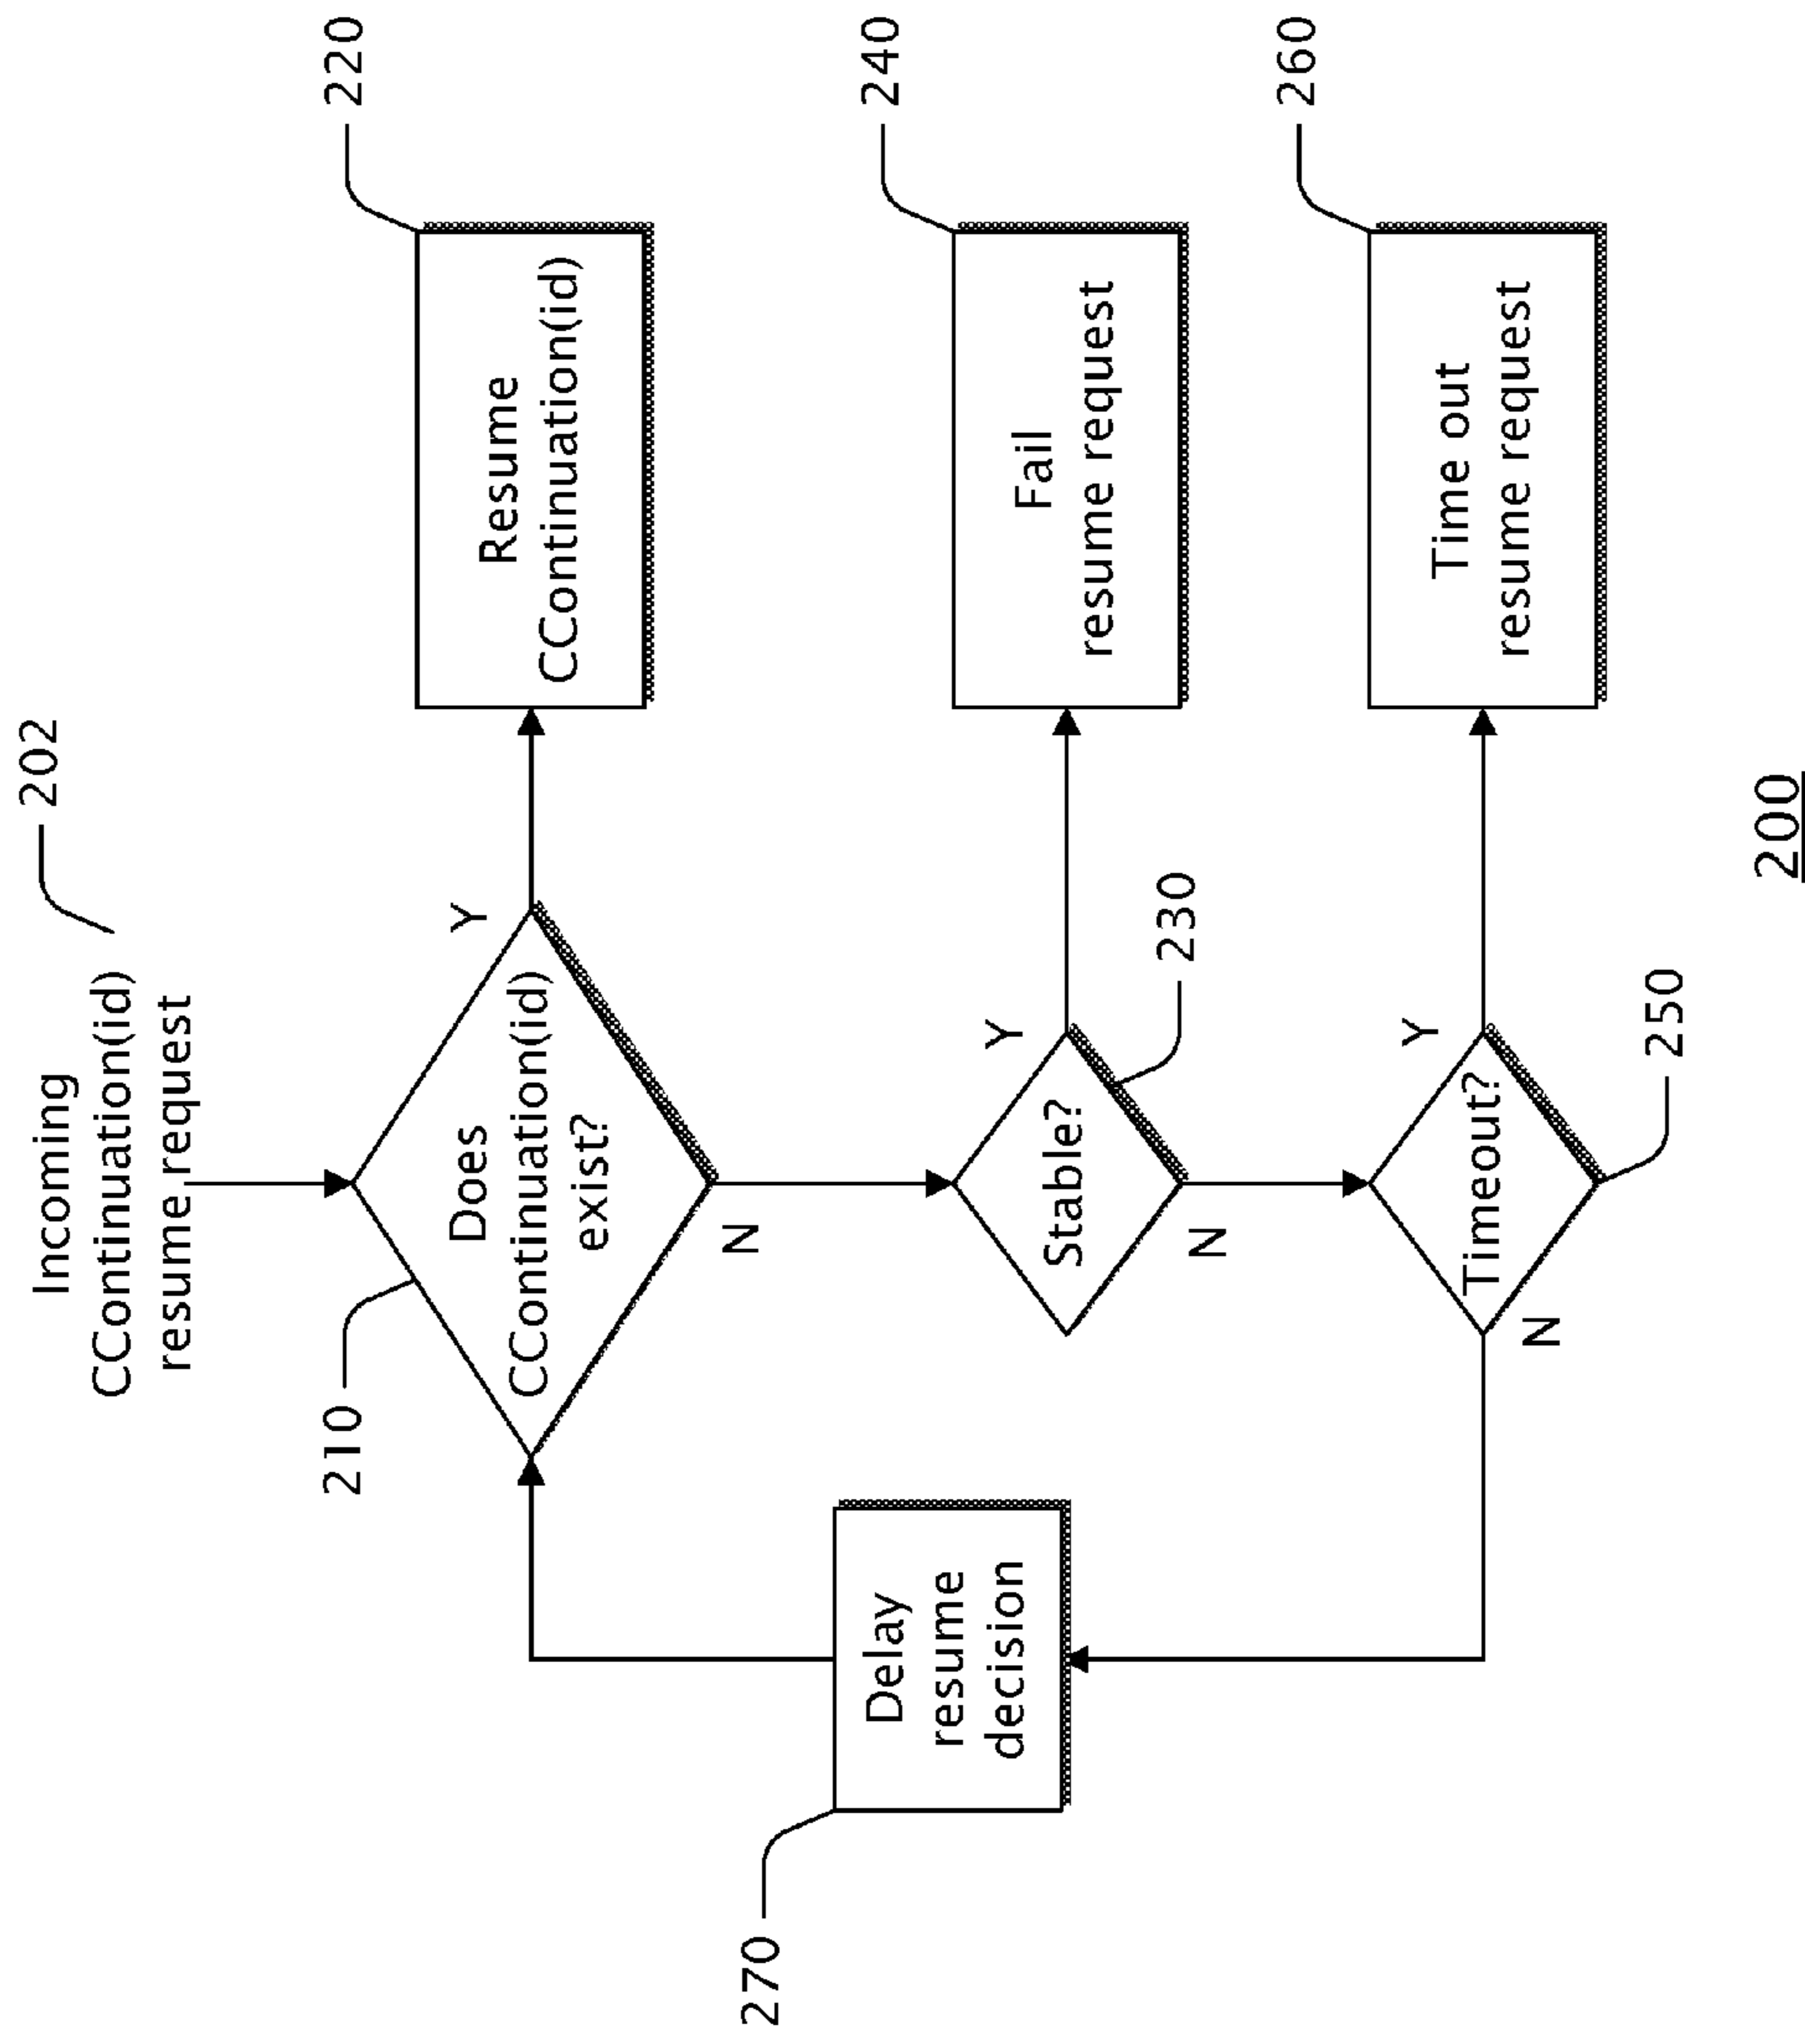 202
Incoming
CContinuation(id)
resume request
210
Does
CContinuation(id)
exist?
Y
N
220
Resume
CContinuation(id)
270
Delay
resume
decision
Stable?
Y
N
230
240
Fail
resume request
Timeout?
Y
N
250
260
Time out
resume request
200